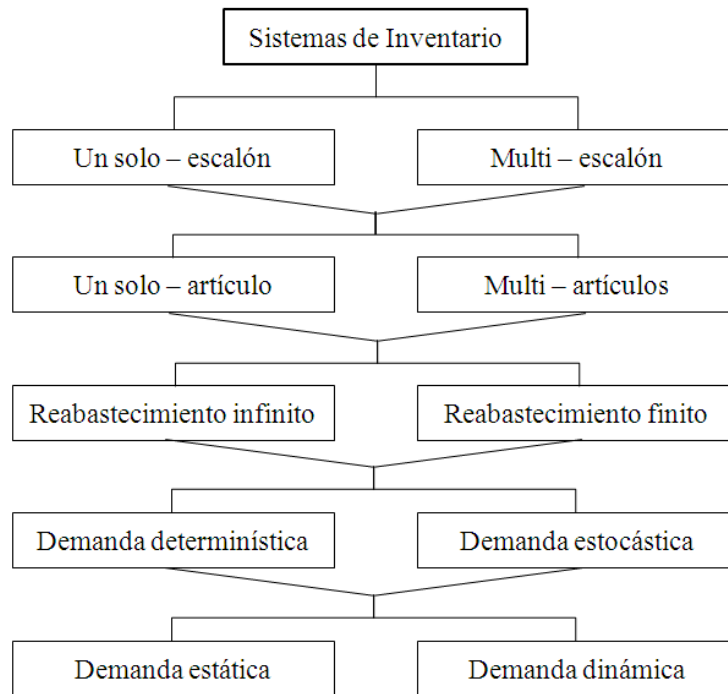 Sistemas de Inventario
Un solo – escalón
Multi – escalón
Un solo – artículo
Multi – artículos
Reabastecimiento infinito
Reabastecimiento finito
Demanda determinística
Demanda estocástica
Demanda estática
Demanda dinámica